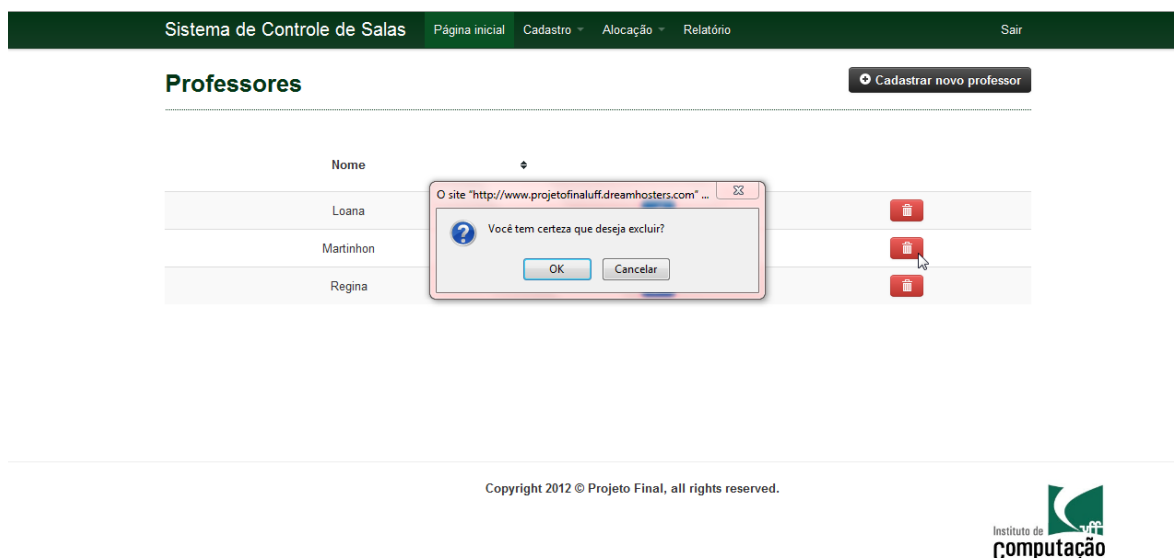 Sistema de Controle de Salas Página inicial Cadastro Alocação Relatório Sair
Professores Cadastrar novo professor
Nome
O site "http://www.projetofinaluff.dreamhosters.com" ...
Loana
Você tem certeza que deseja excluir?
Martinhon
OK Cancelar
Regina
Copyright 2012 © Projeto Final, all rights reserved.
Instituto de uff
Computação